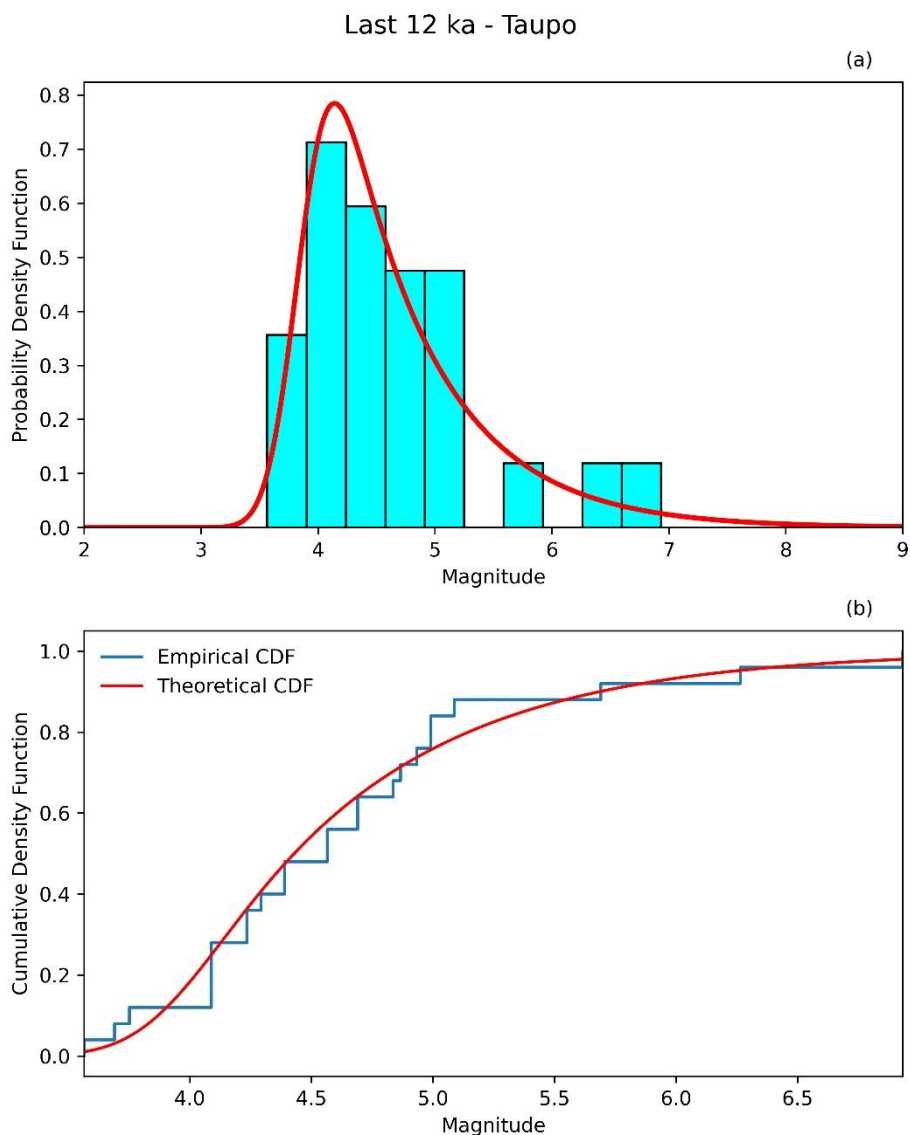 Last 12 ka - Taupo
(a)
Probability Density Function
0.8
0.7
0.6
0.5
0.4
0.3
0.2
0.1
0.0
2 3 4 5 6 7 8 9
Magnitude
(b)
Cumulative Density Function
1.0
0.8
0.6
0.4
0.2
0.0
Empirical CDF
Theoretical CDF
4.0 4.5 5.0 5.5 6.0 6.5
Magnitude